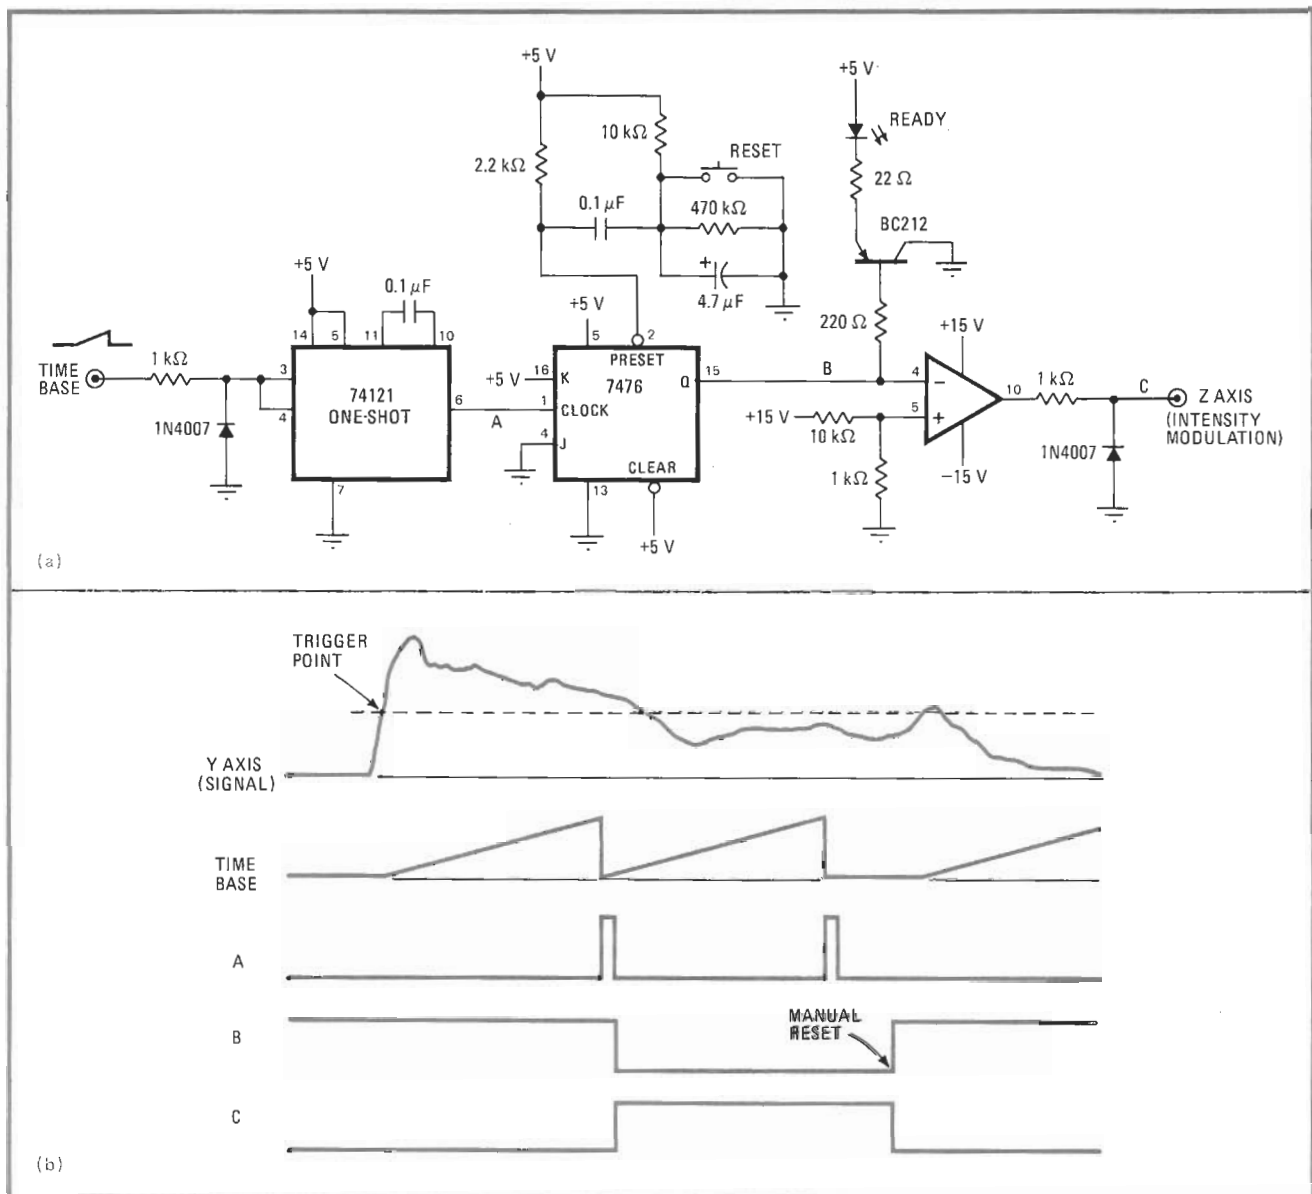 +5 V
2.2 kΩ
10 kΩ
RESET
0.1 µF
470 kΩ
+
4.7 µF
+5 V
READY
22 Ω
BC212
220 Ω
+5 V
0.1 µF
14
5
11
10
TIME
BASE
1 kΩ
3
4
74121
ONE-SHOT
6
A
1N4007
7
+5 V
5
2
PRESET
+5 V
16
K
7476
Q
15
1
CLOCK
4
J
CLEAR
13
+5 V
B
+15 V
4
−
5
+
10
+15 V
10 kΩ
1 kΩ
−15 V
1 kΩ
C
Z AXIS
(INTENSITY
MODULATION)
1N4007
(a)
TRIGGER
POINT
Y AXIS
(SIGNAL)
TIME
BASE
A
B
MANUAL
RESET
C
(b)